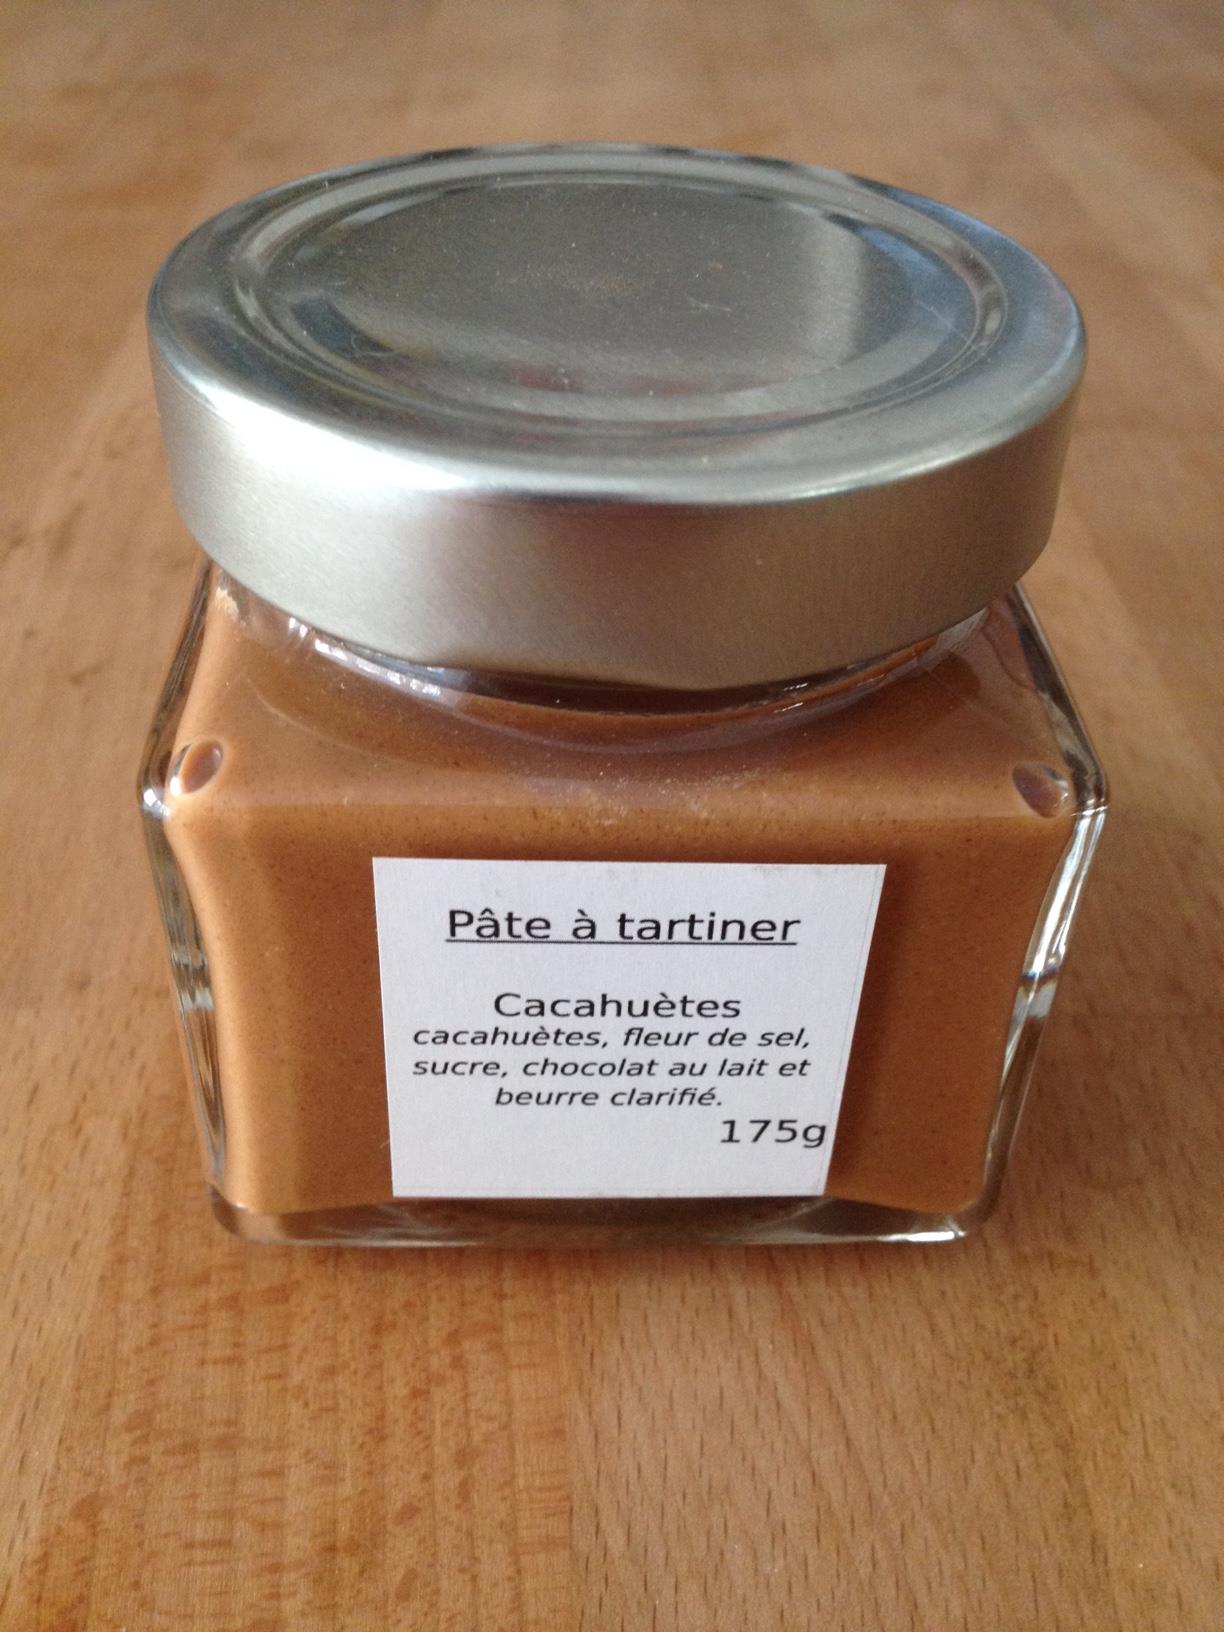 Pâte à tartiner
Cacahuètes
cacahuètes, fleur de sel,
sucre, chocolat au lait et
beurre clarifié.
175g